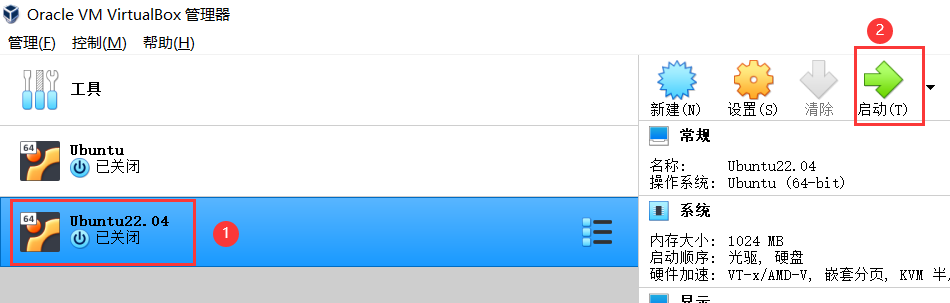 Oracle VM VirtualBox 管理器
管理(F) 控制(M) 帮助(H)
工具
64
Ubuntu
已关闭
64
Ubuntu22.04
已关闭
1
2
新建(N) 设置(S) 清除 启动(T)
常规
名称: Ubuntu22.04
操作系统: Ubuntu (64-bit)
系统
内存大小: 1024 MB
启动顺序: 光驱, 硬盘
硬件加速: VT-x/AMD-V, 嵌套分页, KVM 半
显示